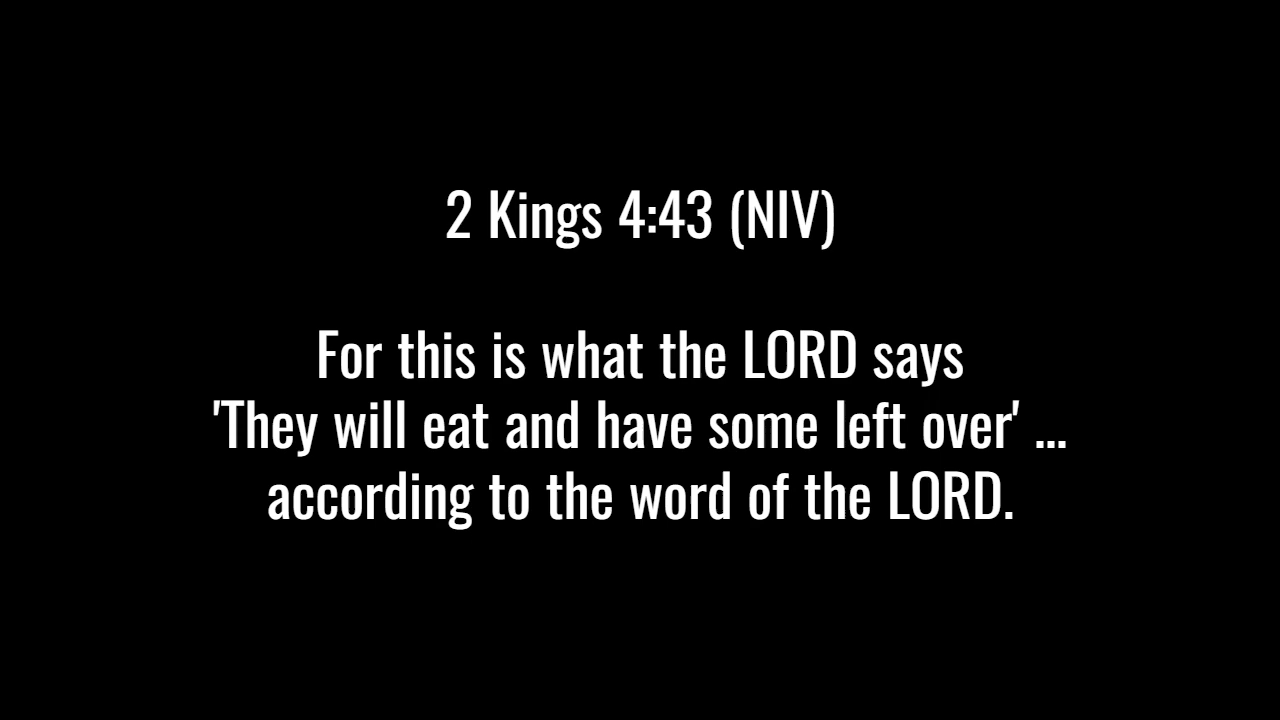 2 Kings 4:43 (NIV)
For this is what the LORD says
'They will eat and have some left over' ...
according to the word of the LORD.